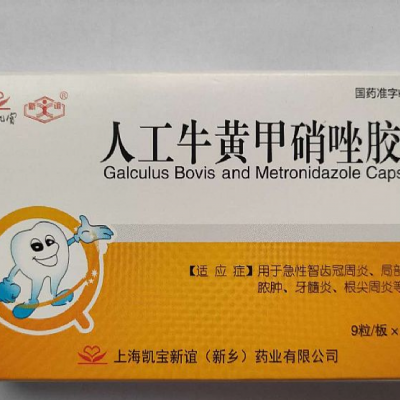 国药准字
新谊®
人工牛黄甲硝唑胶
Galculus Bovis and Metronidazole Caps
【适 应 症】用于急性智齿冠周炎、局部
脓肿、牙髓炎、根尖周炎等
9粒/板×
上海凯宝新谊（新乡）药业有限公司